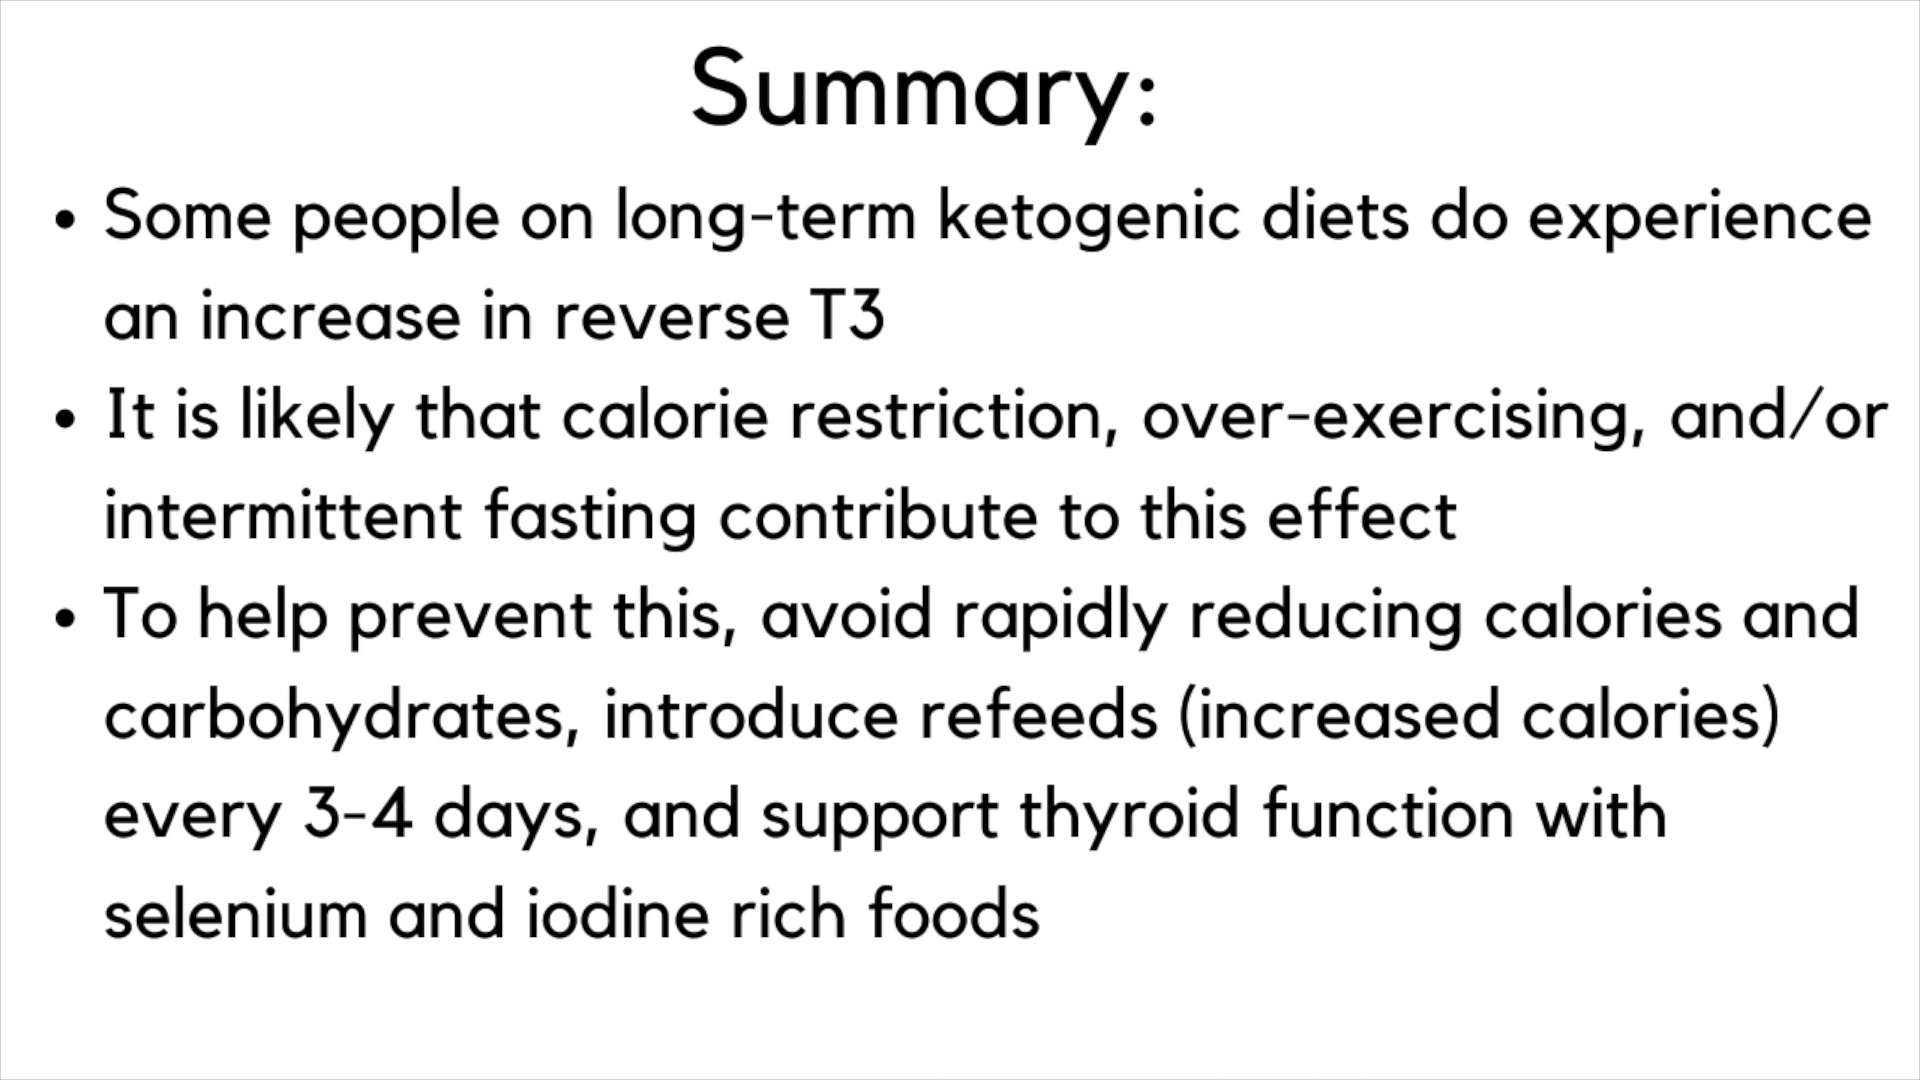 Summary:
• Some people on long-term ketogenic diets do experience
an increase in reverse T3
• It is likely that calorie restriction, over-exercising, and/or
intermittent fasting contribute to this effect
• To help prevent this, avoid rapidly reducing calories and
carbohydrates, introduce refeeds (increased calories)
every 3-4 days, and support thyroid function with
selenium and iodine rich foods